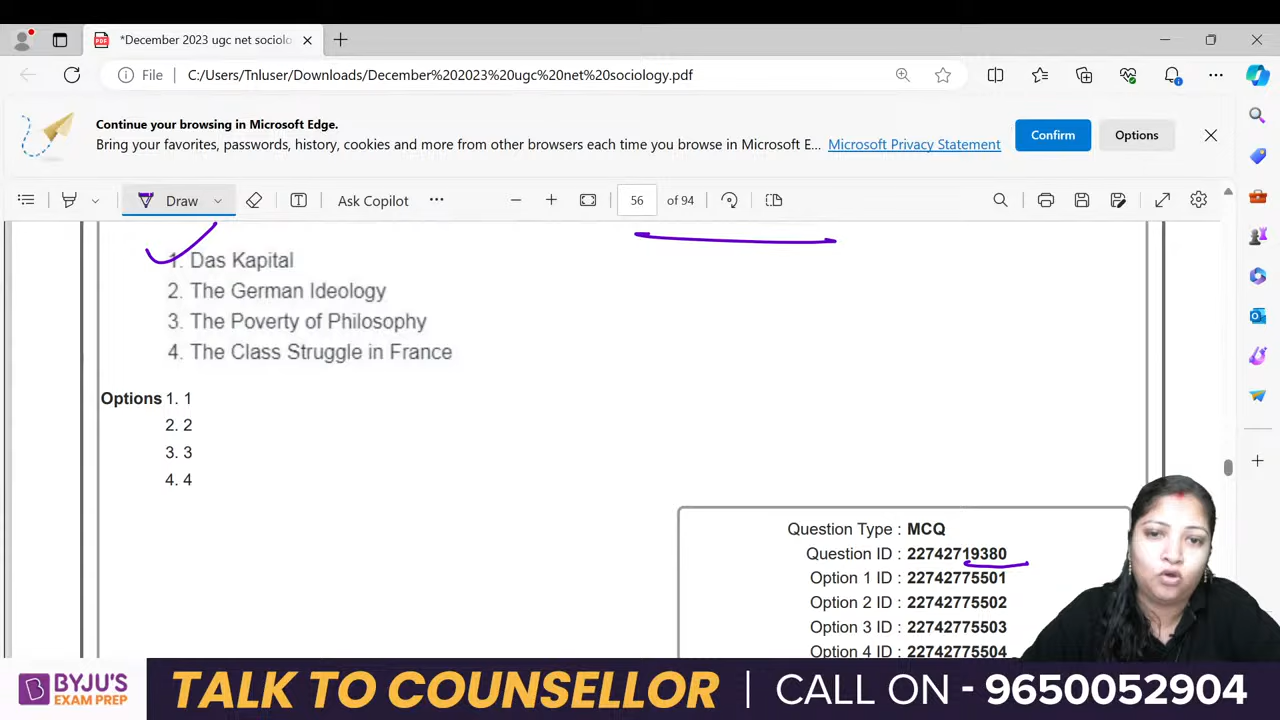 *December 2023 ugc net sociolo
File C:/Users/Tnluser/Downloads/December%202023%20ugc%20net%20sociology.pdf
Continue your browsing in Microsoft Edge.
Bring your favorites, passwords, history, cookies and more from other browsers each time you browse in Microsoft E... Microsoft Privacy Statement
Confirm
Options
Draw
Ask Copilot
56 of 94
1. Das Kapital
2. The German Ideology
3. The Poverty of Philosophy
4. The Class Struggle in France
Options 1. 1
2. 2
3. 3
4. 4
Question Type : MCQ
Question ID : 22742719380
Option 1 ID : 22742775501
Option 2 ID : 22742775502
Option 3 ID : 22742775503
Option 4 ID : 22742775504
BYJU'S
EXAM PREP
TALK TO COUNSELLOR | CALL ON - 9650052904